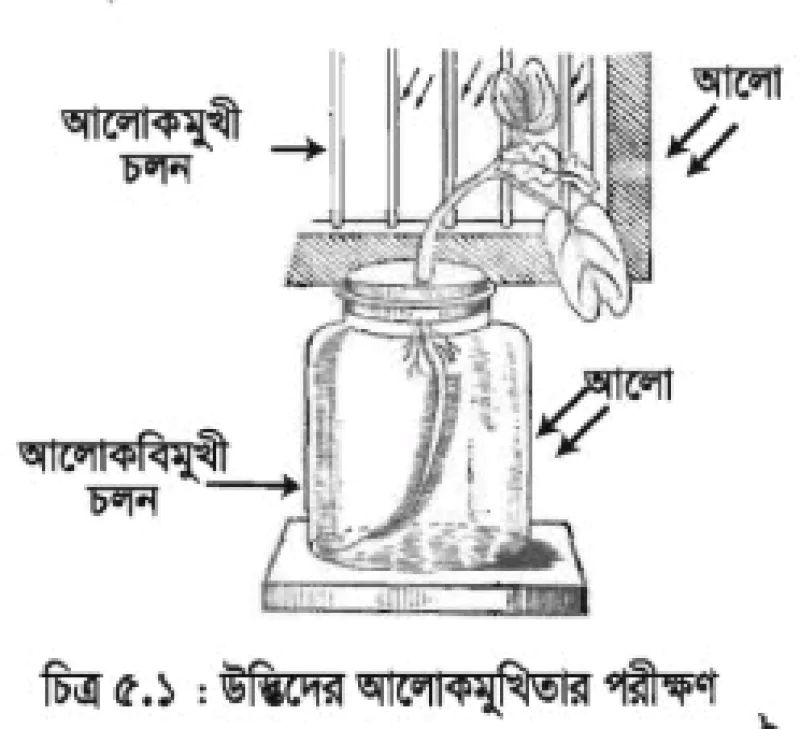 আলো
আলোকমুখী
চলন
আলো
আলোকবিমুখী
চলন
চিত্র ৫.১ : উদ্ভিদের আলোকমুখিতার পরীক্ষণ